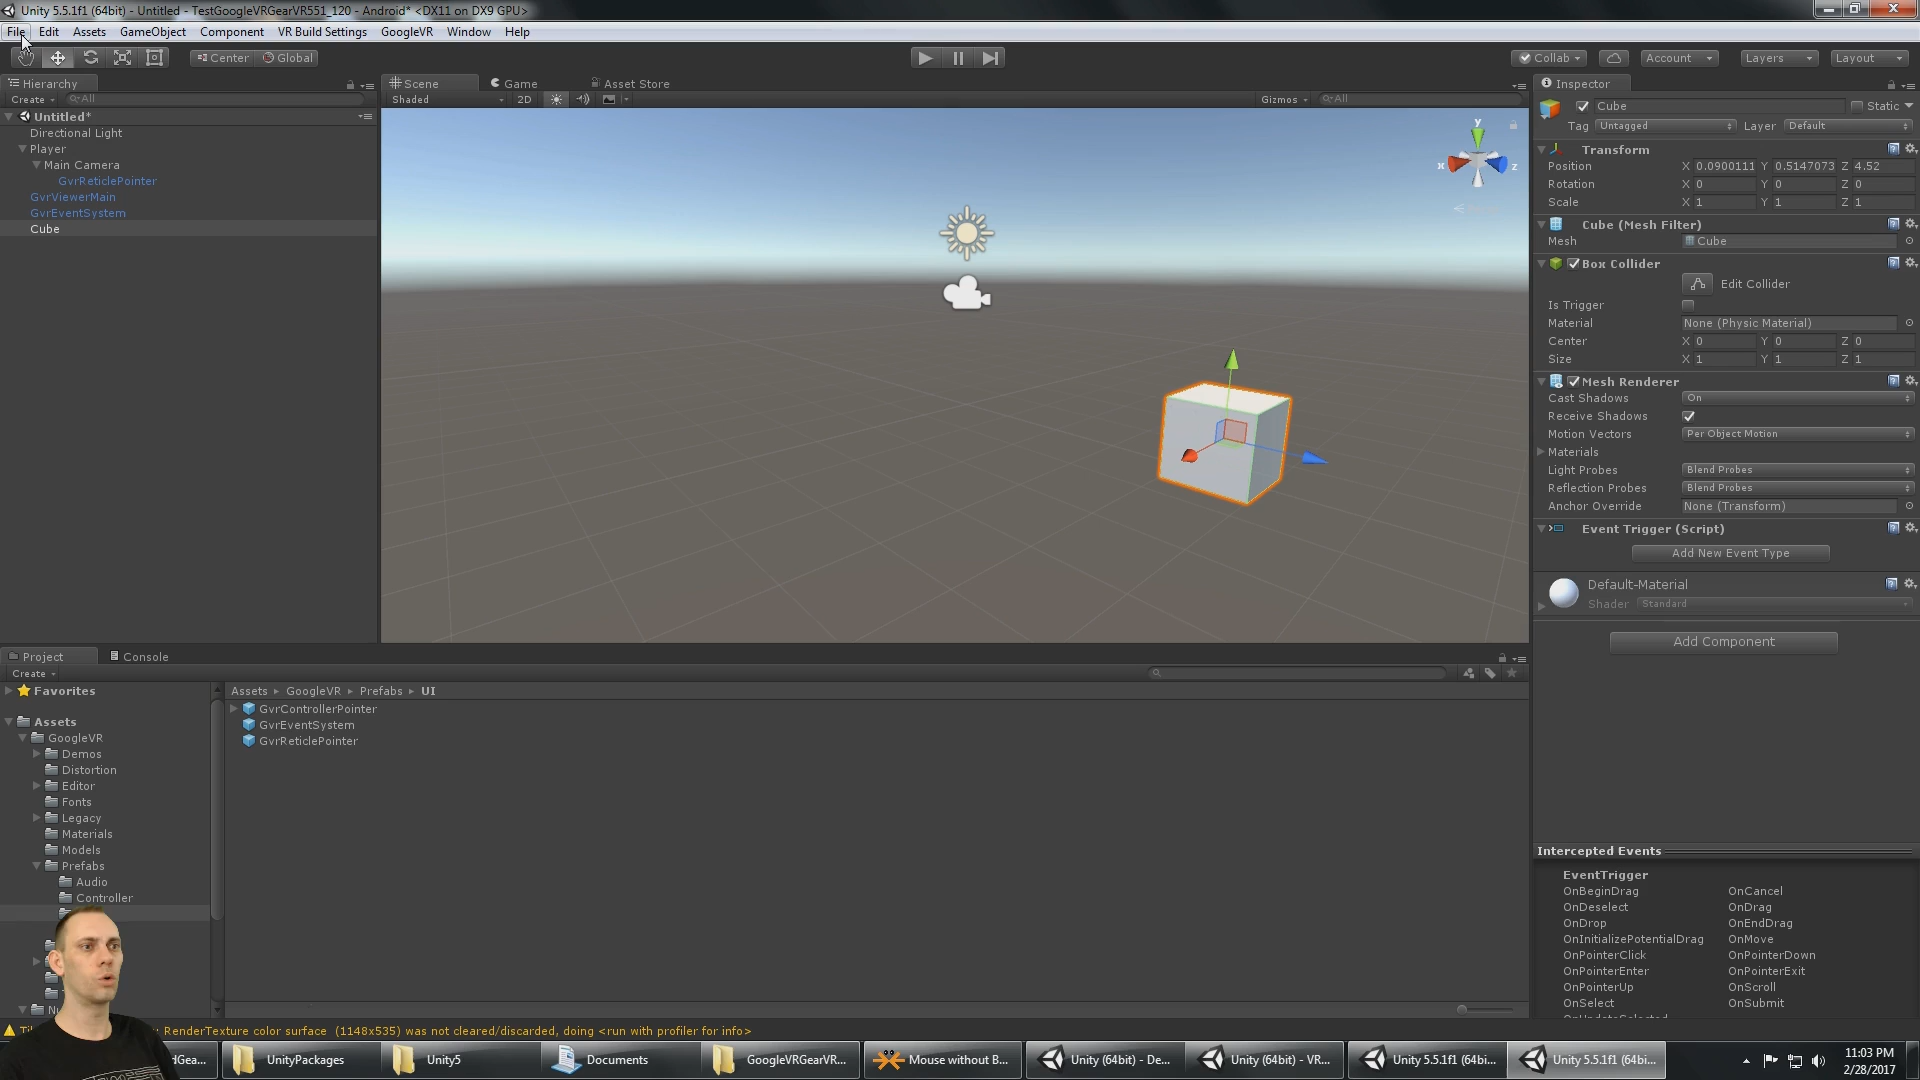 Unity 5.5.1f1 (64bit) - Untitled - TestGoogleVRGearVR551_120 - Android* <DX11 on DX9 GPU>
File Edit Assets GameObject Component VR Build Settings GoogleVR Window Help
Center Global Collab Account Layers Layout
Hierarchy
Create All
Untitled*
Directional Light
Player
Main Camera
GvrReticlePointer
GvrViewerMain
GvrEventSystem
Cube
Scene Game Asset Store
Shaded 2D Gizmos All
y
x z
Inspector
Cube Static
Tag Untagged Layer Default
Transform
Position X 0.0900111 Y 0.5147073 Z 4.52
Rotation X 0 Y 0 Z 0
Scale X 1 Y 1 Z 1
Cube (Mesh Filter)
Mesh Cube
Box Collider
Edit Collider
Is Trigger
Material None (Physic Material)
Center X 0 Y 0 Z 0
Size X 1 Y 1 Z 1
Mesh Renderer
Cast Shadows On
Receive Shadows
Motion Vectors Per Object Motion
Materials
Light Probes Blend Probes
Reflection Probes Blend Probes
Anchor Override None (Transform)
Event Trigger (Script)
Add New Event Type
Default-Material
Shader Standard
Add Component
Intercepted Events
EventTrigger
OnBeginDrag OnCancel
OnDeselect OnDrag
OnDrop OnEndDrag
OnInitializePotentialDrag OnMove
OnPointerClick OnPointerDown
OnPointerEnter OnPointerExit
OnPointerUp OnScroll
OnSelect OnSubmit
Project Console
Create
Favorites
Assets
GoogleVR
Demos
Distortion
Editor
Fonts
Legacy
Materials
Models
Prefabs
Audio
Controller
Assets GoogleVR Prefabs UI
GvrControllerPointer
GvrEventSystem
GvrReticlePointer
RenderTexture color surface (1148x535) was not cleared/discarded, doing <run with profiler for info>
dGea... UnityPackages Unity5 Documents GoogleVRGearVR... Mouse without B... Unity (64bit) - De... Unity (64bit) - VR... Unity 5.5.1f1 (64bi... Unity 5.5.1f1 (64bi...
11:03 PM
2/28/2017